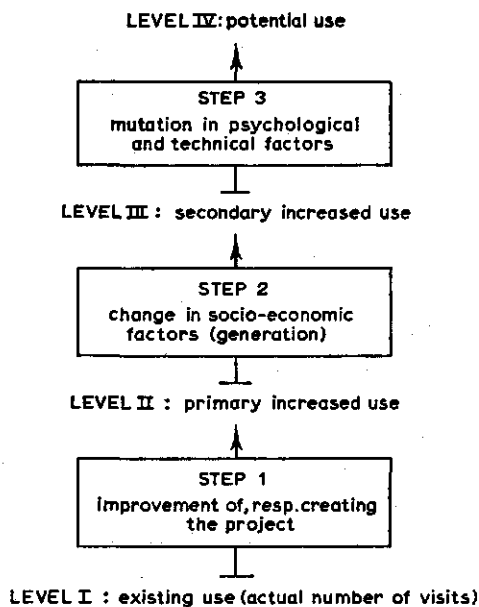 LEVEL IV: potential use
STEP 3
mutation in psychological
and technical factors
LEVEL III : secondary increased use
STEP 2
change in socio-economic
factors (generation)
LEVEL II : primary increased use
STEP 1
improvement of, resp. creating
the project
LEVEL I : existing use (actual number of visits)